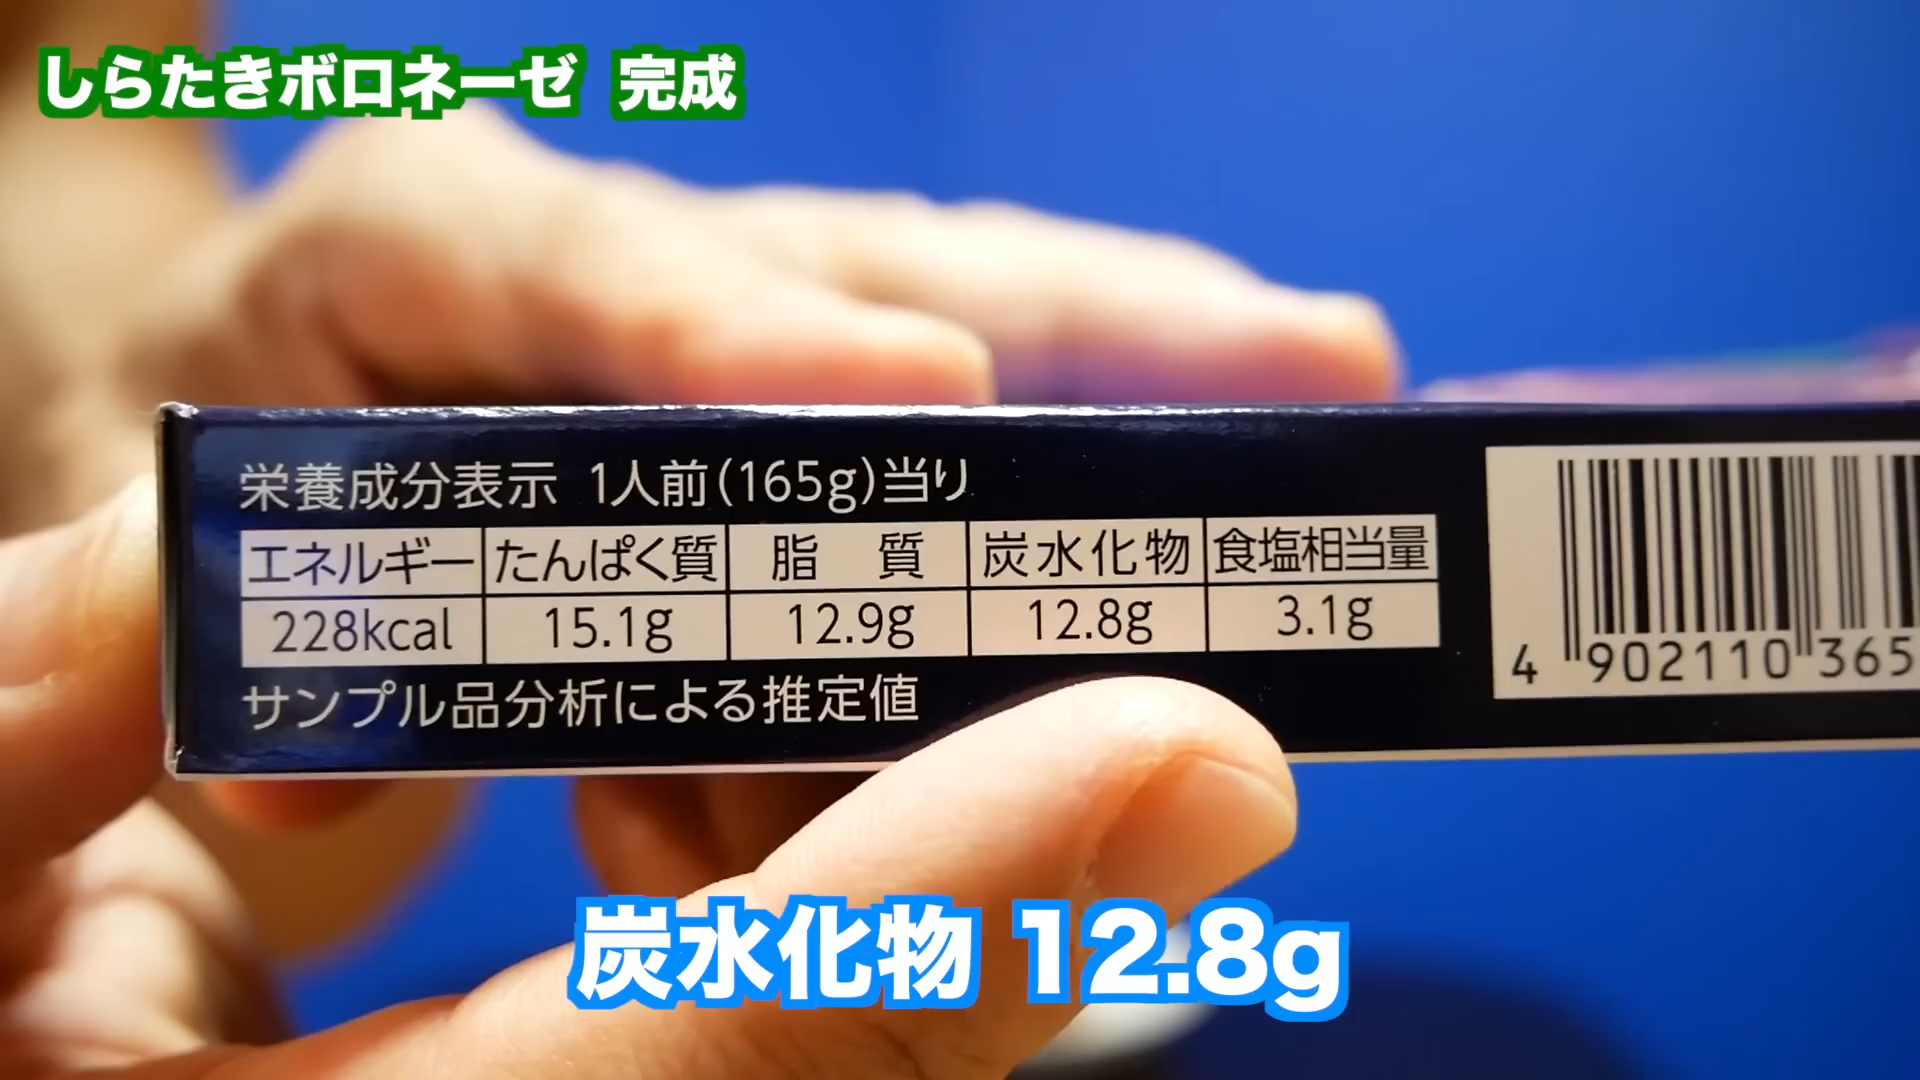 しらたきボロネーゼ 完成
栄養成分表示 1人前(165g)当り
エネルギー たんぱく質 脂質 炭水化物 食塩相当量
228kcal 15.1g 12.9g 12.8g 3.1g
サンプル品分析による推定値
4 902110 365
炭水化物 12.8g